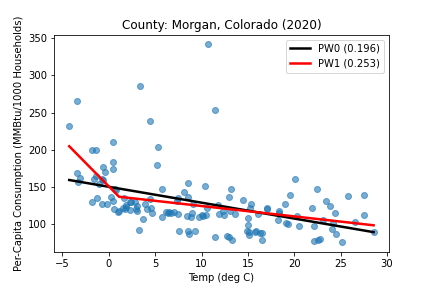 County: Morgan, Colorado (2020)
PW0 (0.196)
PW1 (0.253)
Per-Capita Consumption (MMBtu/1000 Households)
350
300
250
200
150
100
−5 0 5 10 15 20 25 30
Temp (deg C)